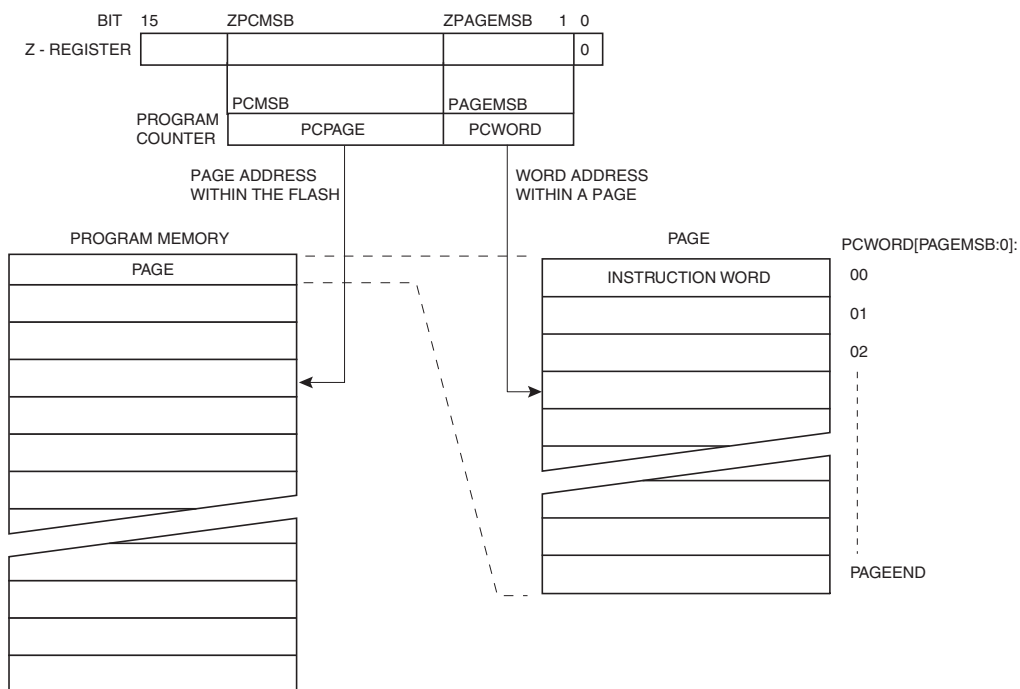 BIT 15 ZPCMSB ZPAGEMSB 1 0
Z - REGISTER 0
PCMSB PAGEMSB
PROGRAM
COUNTER
PCPAGE PCWORD
PAGE ADDRESS
WITHIN THE FLASH
WORD ADDRESS
WITHIN A PAGE
PROGRAM MEMORY
PAGE
PAGE
INSTRUCTION WORD
PCWORD[PAGEMSB:0]:
00
01
02
PAGEEND